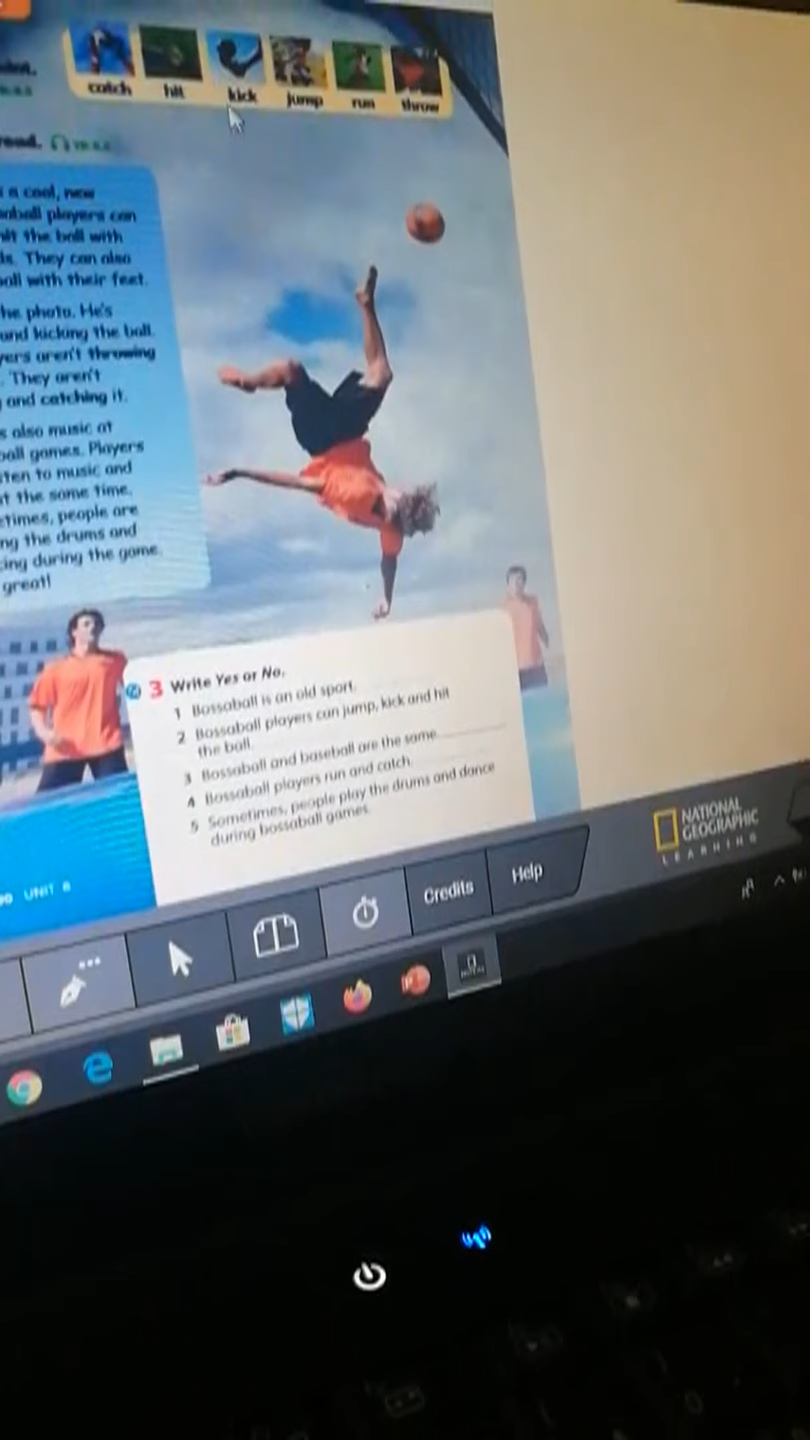 catch hit kick jump run throw
read.
a cool, new
players can
hit the ball with
They can also
ball with their feet.
the photo. He's
and kicking the ball.
aren't throwing
They aren't
and catching it.
also music at
ball games. Players
listen to music and
at the same time.
people are
the drums and
during the game.
great!
3 Write Yes or No.
1 Bossaball is an old sport.
2 Bossaball players can jump, kick and hit
the ball.
3 Bossaball and baseball are the same.
4 Bossaball players run and catch.
5 Sometimes, people play the drums and dance
during bossaball games.
UNIT 6
Credits Help
NATIONAL
GEOGRAPHIC
LEARNING